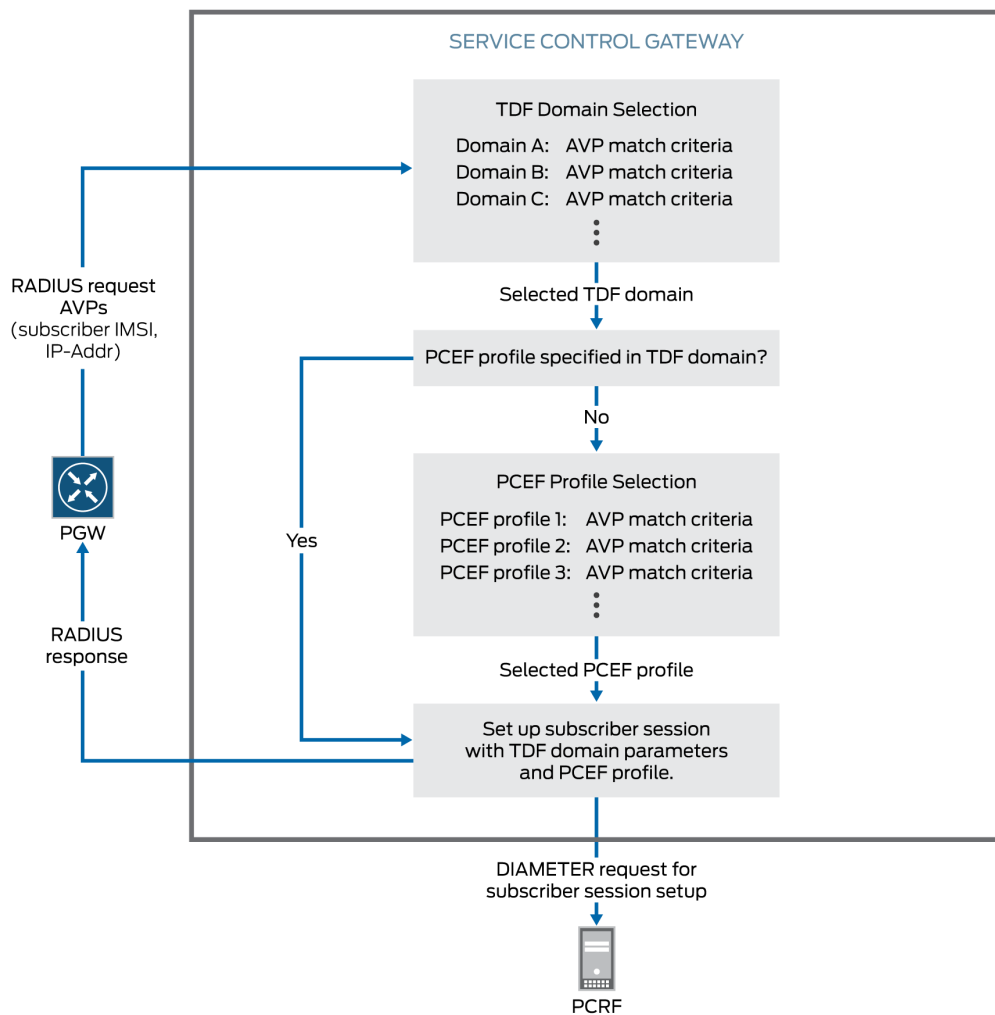 SERVICE CONTROL GATEWAY
TDF Domain Selection
Domain A: AVP match criteria
Domain B: AVP match criteria
Domain C: AVP match criteria
RADIUS request
AVPs
(subscriber IMSI,
IP-Addr)
Selected TDF domain
PCEF profile specified in TDF domain?
No
PCEF Profile Selection
PCEF profile 1: AVP match criteria
PCEF profile 2: AVP match criteria
PCEF profile 3: AVP match criteria
PGW
Yes
RADIUS
response
Selected PCEF profile
Set up subscriber session
with TDF domain parameters
and PCEF profile.
DIAMETER request for
subscriber session setup
PCRF